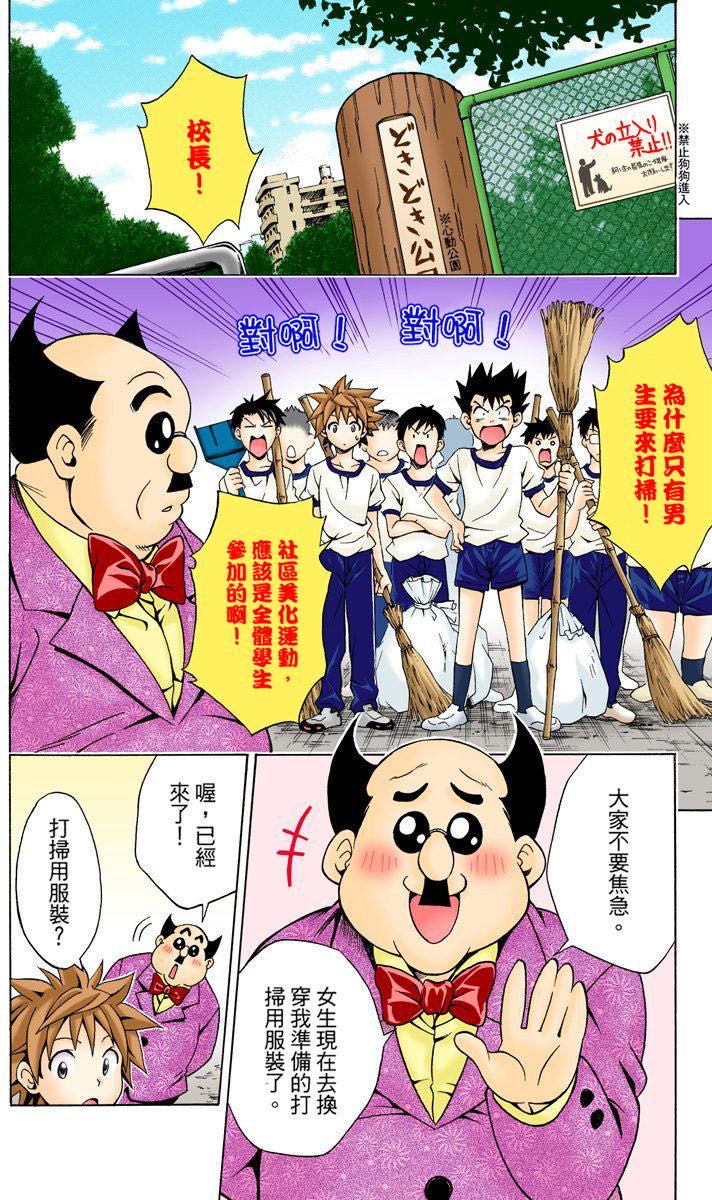 校長！
どきどき公
※心動公園
犬の立入り
禁止!!
※禁止狗狗進入
為什麼只有男
生要來打掃！
對啊！
對啊！
社區美化運動，
應該是全體學生
參加的啊！
大家不要焦急。
女生現在去換
穿我準備的打
掃用服裝了。
喔，已經
來了！
打掃用服裝？